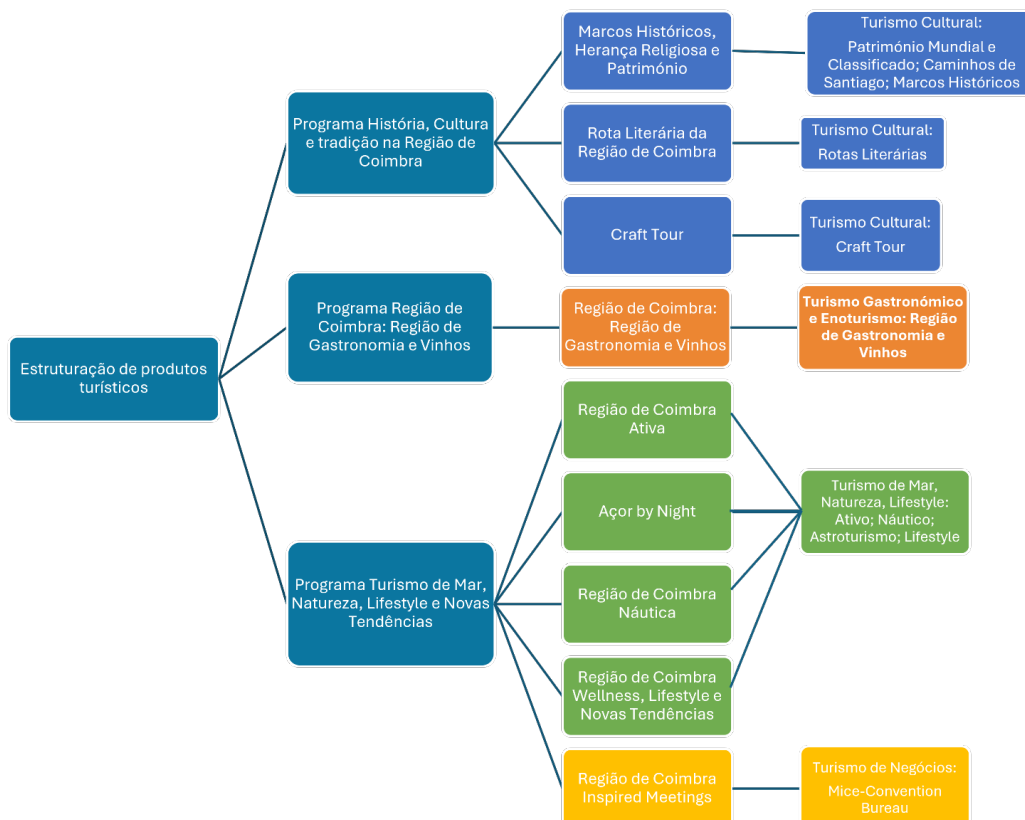 Estruturação de produtos
turísticos
Programa História, Cultura
e tradição na Região de
Coimbra
Marcos Históricos,
Herança Religiosa e
Património
Turismo Cultural:
Património Mundial e
Classificado; Caminhos de
Santiago; Marcos Históricos
Rota Literária da
Região de Coimbra
Turismo Cultural:
Rotas Literárias
Craft Tour
Turismo Cultural:
Craft Tour
Programa Região de
Coimbra: Região de
Gastronomia e Vinhos
Região de Coimbra:
Região de
Gastronomia e Vinhos
Turismo Gastronómico
e Enoturismo: Região
de Gastronomia e
Vinhos
Programa Turismo de Mar,
Natureza, Lifestyle e Novas
Tendências
Região de Coimbra
Ativa
Açor by Night
Região de Coimbra
Náutica
Região de Coimbra
Wellness, Lifestyle e
Novas Tendências
Turismo de Mar,
Natureza, Lifestyle:
Ativo; Náutico;
Astroturismo; Lifestyle
Região de Coimbra
Inspired Meetings
Turismo de Negócios:
Mice-Convention
Bureau